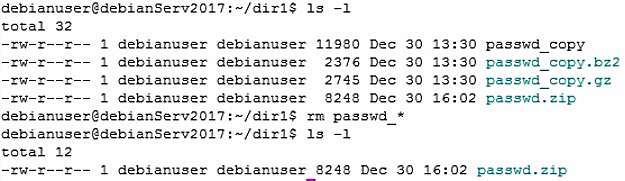 debianuser@debianServ2017:~/dir1$ ls -l
total 32
-rw-r--r-- 1 debianuser debianuser 11980 Dec 30 13:30 passwd_copy
-rw-r--r-- 1 debianuser debianuser  2376 Dec 30 13:30 passwd_copy.bz2
-rw-r--r-- 1 debianuser debianuser  2745 Dec 30 13:30 passwd_copy.gz
-rw-r--r-- 1 debianuser debianuser  8248 Dec 30 16:02 passwd.zip
debianuser@debianServ2017:~/dir1$ rm passwd_*
debianuser@debianServ2017:~/dir1$ ls -l
total 12
-rw-r--r-- 1 debianuser debianuser 8248 Dec 30 16:02 passwd.zip